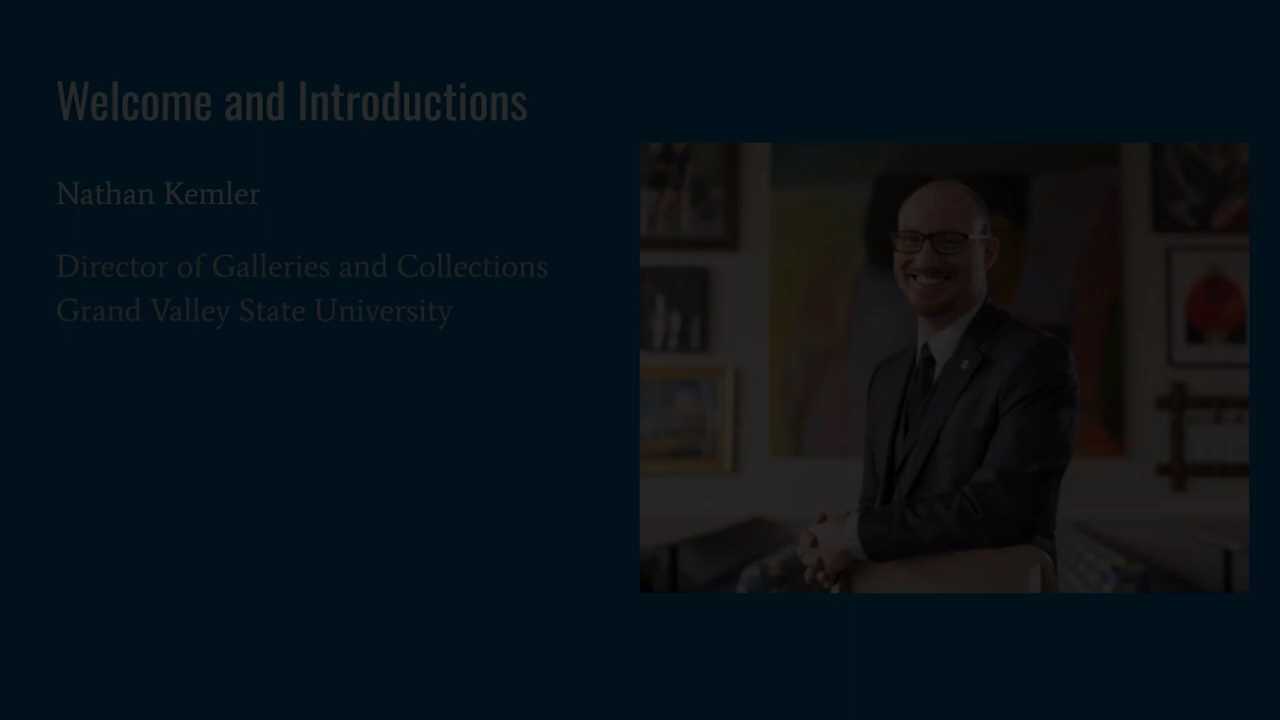 Welcome and Introductions
Nathan Kemler
Director of Galleries and Collections
Grand Valley State University